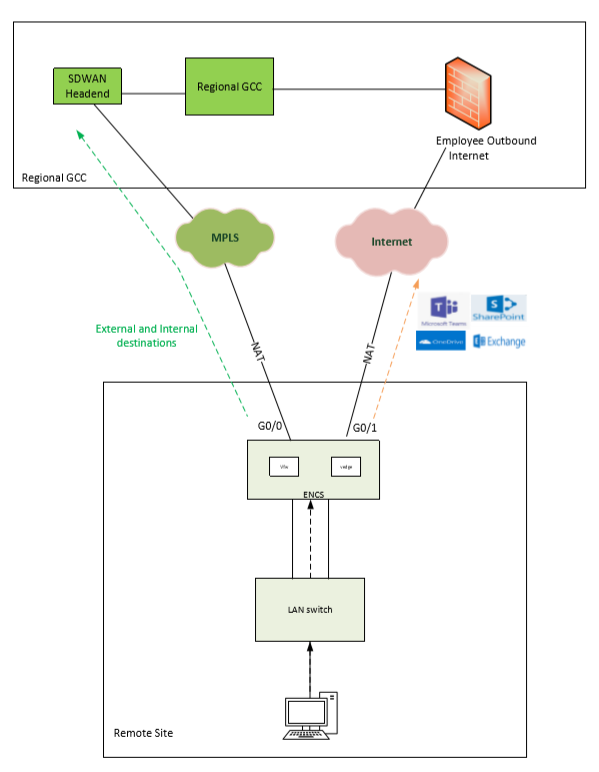 SDWAN
Headend
Regional GCC
Employee Outbound
Internet
Regional GCC
MPLS
Internet
Microsoft Teams
SharePoint
External and Internal
destinations
OneDrive
Exchange
NAT
NAT
G0/0
G0/1
vedge
ENCS
LAN switch
Remote Site